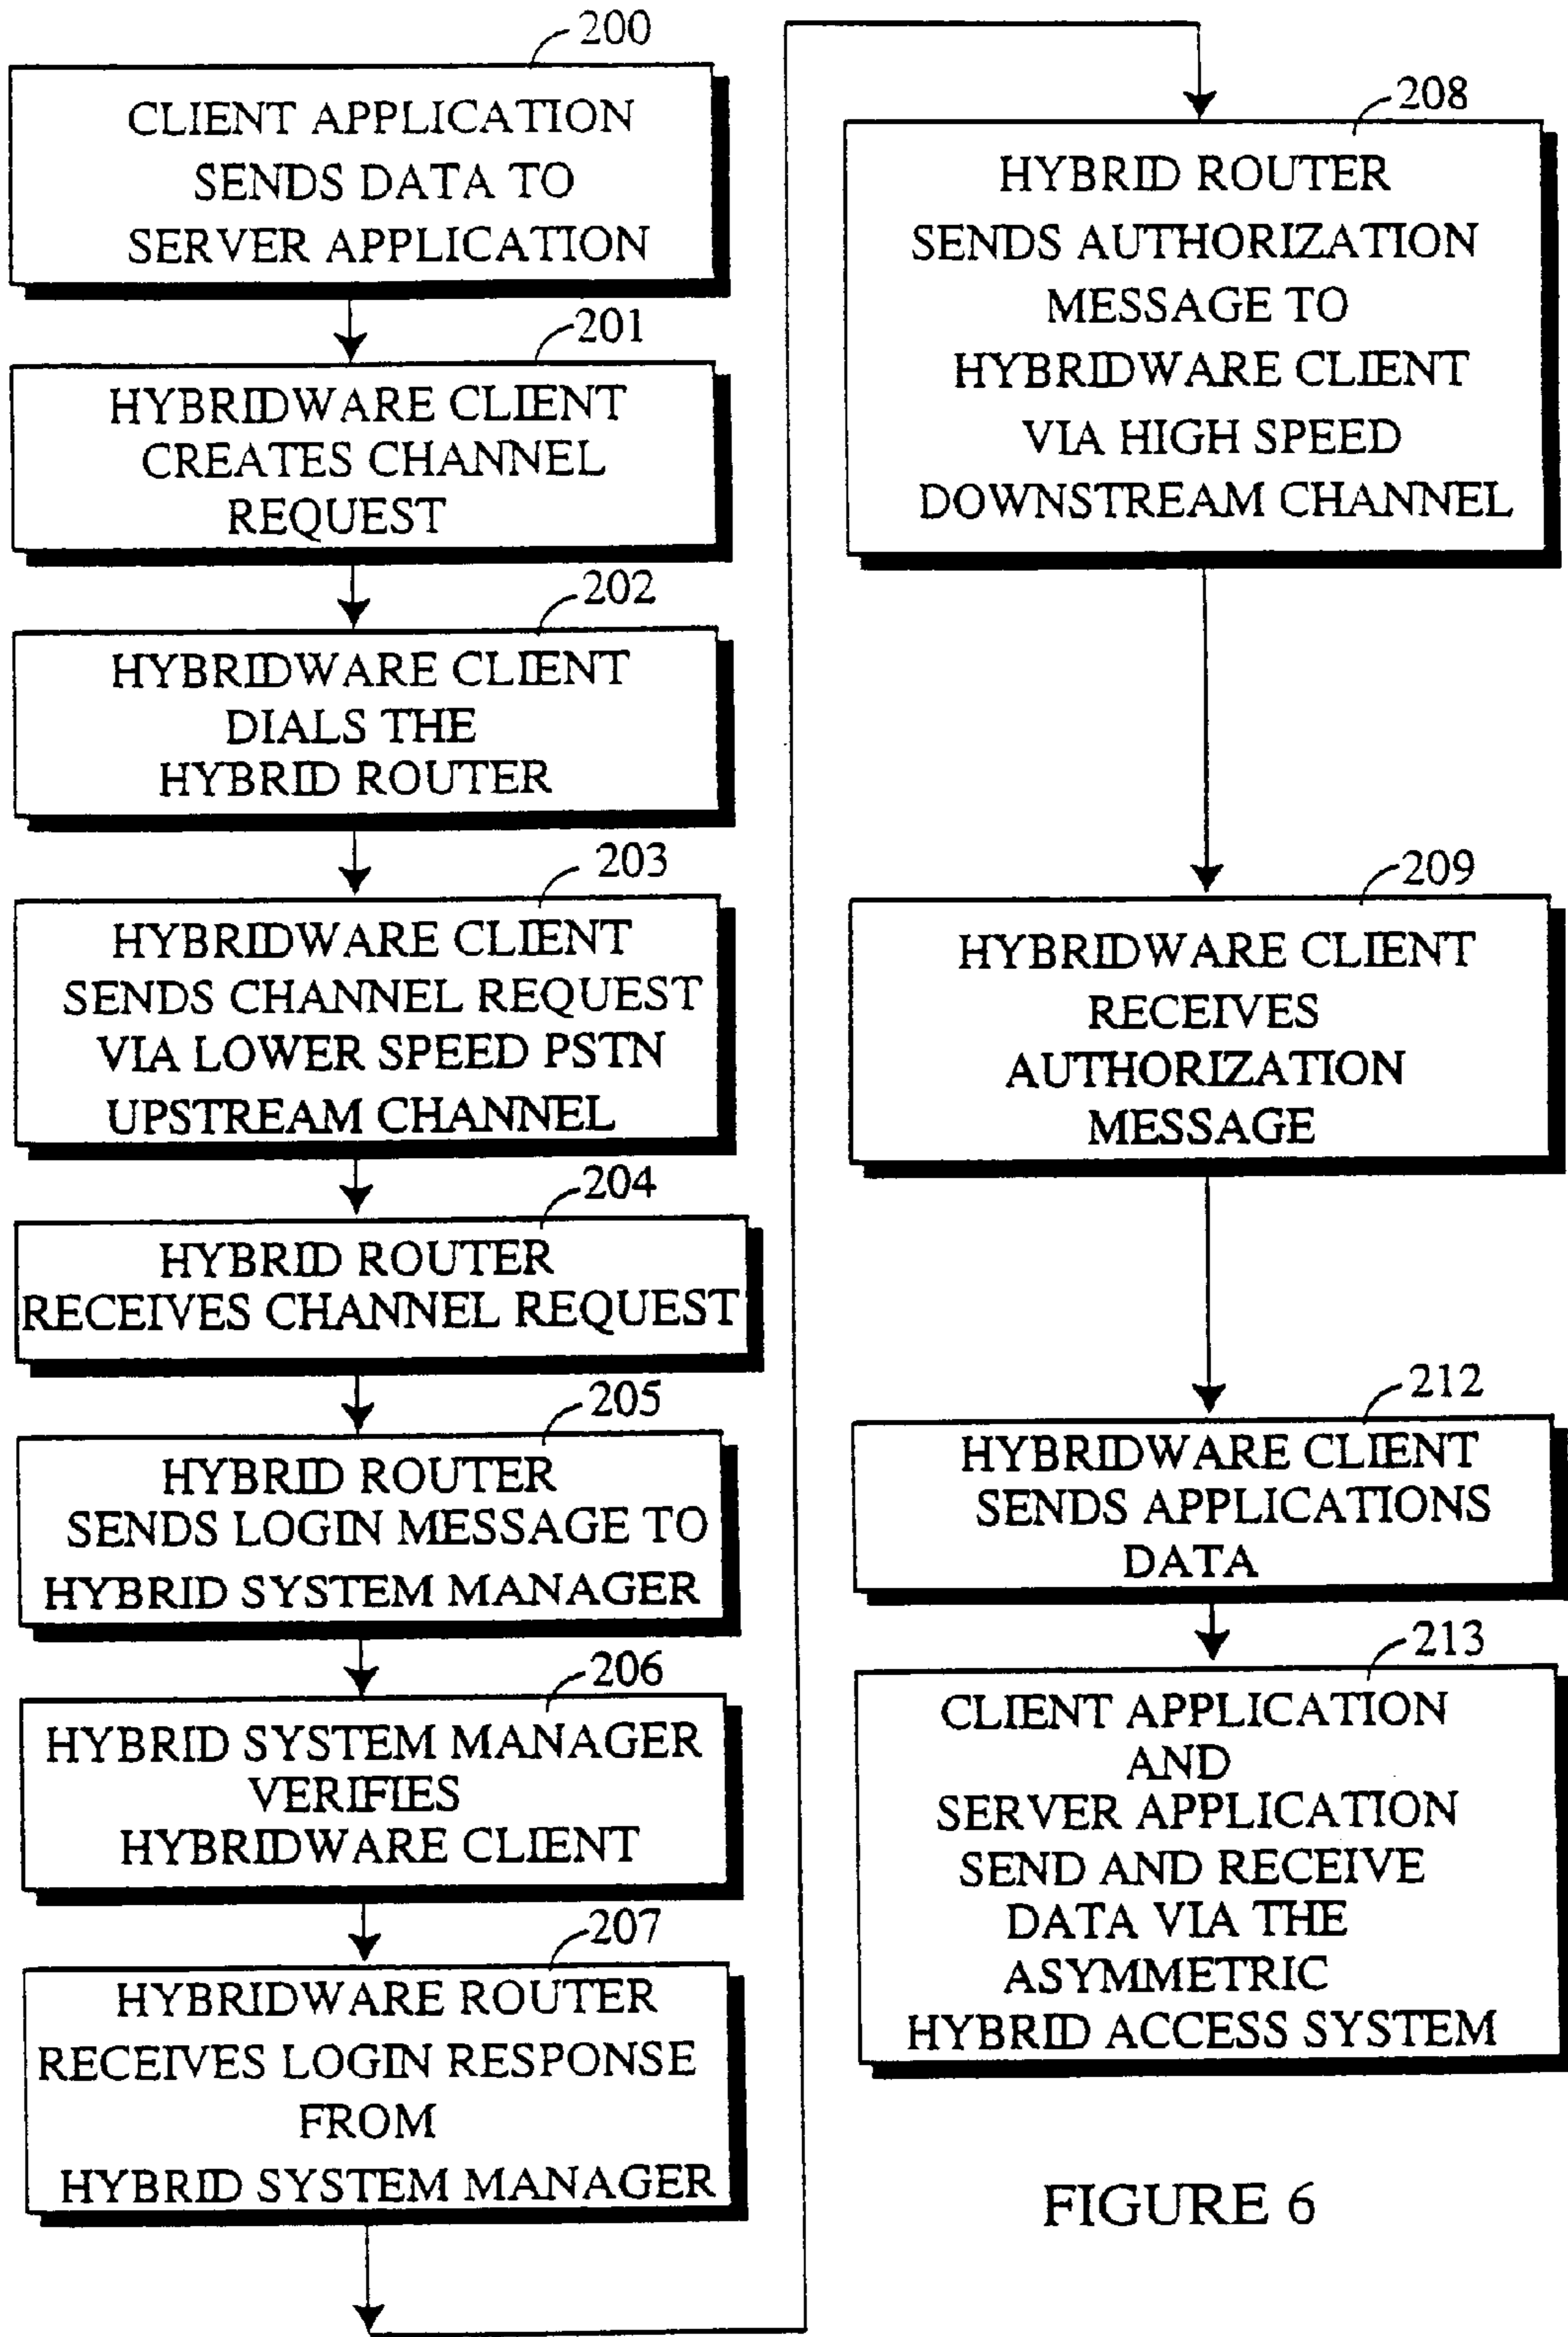 200
CLIENT APPLICATION
SENDS DATA TO
SERVER APPLICATION
201
HYBRIDWARE CLIENT
CREATES CHANNEL
REQUEST
202
HYBRIDWARE CLIENT
DIALS THE
HYBRID ROUTER
203
HYBRIDWARE CLIENT
SENDS CHANNEL REQUEST
VIA LOWER SPEED PSTN
UPSTREAM CHANNEL
204
HYBRID ROUTER
RECEIVES CHANNEL REQUEST
205
HYBRID ROUTER
SENDS LOGIN MESSAGE TO
HYBRID SYSTEM MANAGER
206
HYBRID SYSTEM MANAGER
VERIFIES
HYBRIDWARE CLIENT
207
HYBRIDWARE ROUTER
RECEIVES LOGIN RESPONSE
FROM
HYBRID SYSTEM MANAGER
208
HYBRID ROUTER
SENDS AUTHORIZATION
MESSAGE TO
HYBRIDWARE CLIENT
VIA HIGH SPEED
DOWNSTREAM CHANNEL
209
HYBRIDWARE CLIENT
RECEIVES
AUTHORIZATION
MESSAGE
212
HYBRIDWARE CLIENT
SENDS APPLICATIONS
DATA
213
CLIENT APPLICATION
AND
SERVER APPLICATION
SEND AND RECEIVE
DATA VIA THE
ASYMMETRIC
HYBRID ACCESS SYSTEM
FIGURE 6